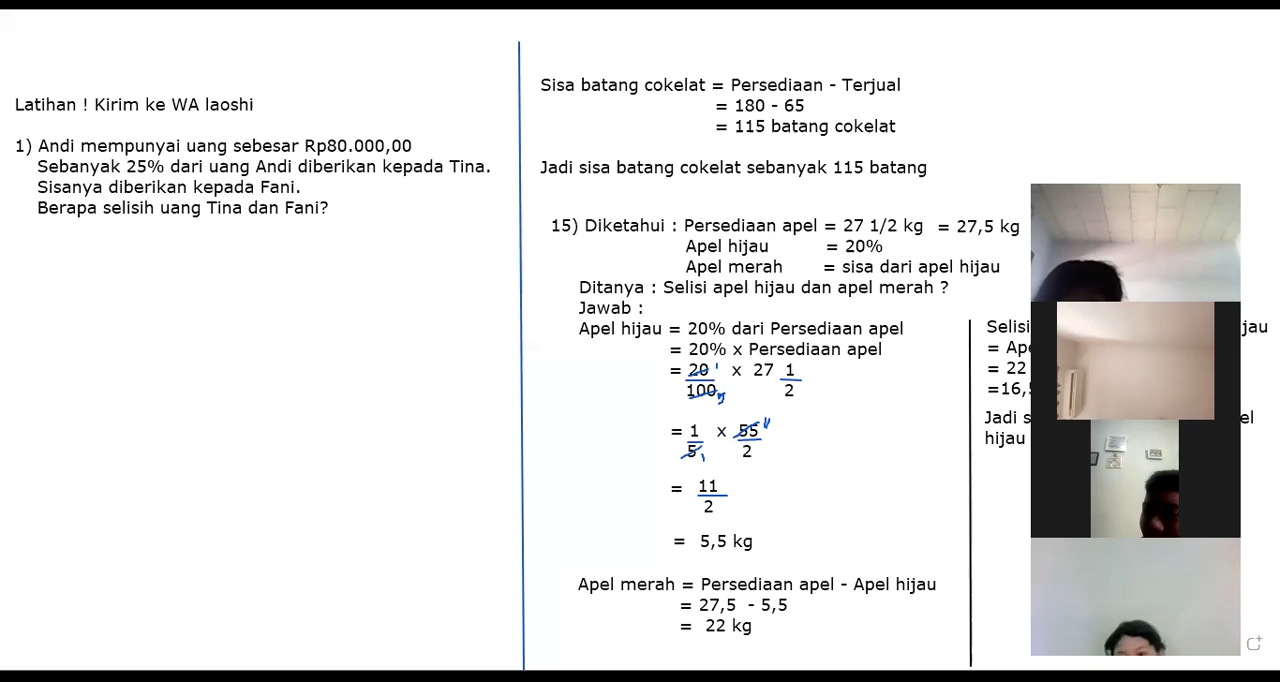 Latihan ! Kirim ke WA laoshi
1) Andi mempunyai uang sebesar Rp80.000,00
Sebanyak 25% dari uang Andi diberikan kepada Tina.
Sisanya diberikan kepada Fani.
Berapa selisih uang Tina dan Fani?
Sisa batang cokelat = Persediaan - Terjual
= 180 - 65
= 115 batang cokelat
Jadi sisa batang cokelat sebanyak 115 batang
15) Diketahui : Persediaan apel = 27 1/2 kg = 27,5 kg
Apel hijau = 20%
Apel merah = sisa dari apel hijau
Ditanya : Selisi apel hijau dan apel merah ?
Jawab :
Apel hijau = 20% dari Persediaan apel
= 20% x Persediaan apel
= 20 1 x 27 1
100 5 2
= 1 x 55 11
5 1 2
= 11
2
= 5,5 kg
Apel merah = Persediaan apel - Apel hijau
= 27,5 - 5,5
= 22 kg
= 22
Jadi
hijau